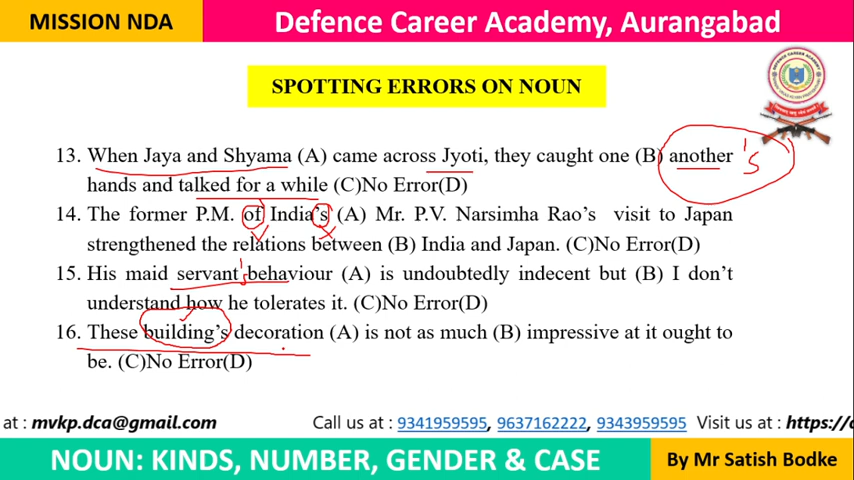 MISSION NDA
Defence Career Academy, Aurangabad
SPOTTING ERRORS ON NOUN
13. When Jaya and Shyama (A) came across Jyoti, they caught one (B) another 's
hands and talked for a while (C)No Error(D)
14. The former P.M. of India's (A) Mr. P.V. Narsimha Rao's visit to Japan
strengthened the relations between (B) India and Japan. (C)No Error(D)
15. His maid servant's behaviour (A) is undoubtedly indecent but (B) I don't
understand how he tolerates it. (C)No Error(D)
16. These building's decoration (A) is not as much (B) impressive at it ought to
be. (C)No Error(D)
at : mvkp.dca@gmail.com Call us at : 9341959595, 9637162222, 9343959595 Visit us at : https://
NOUN: KINDS, NUMBER, GENDER & CASE
By Mr Satish Bodke